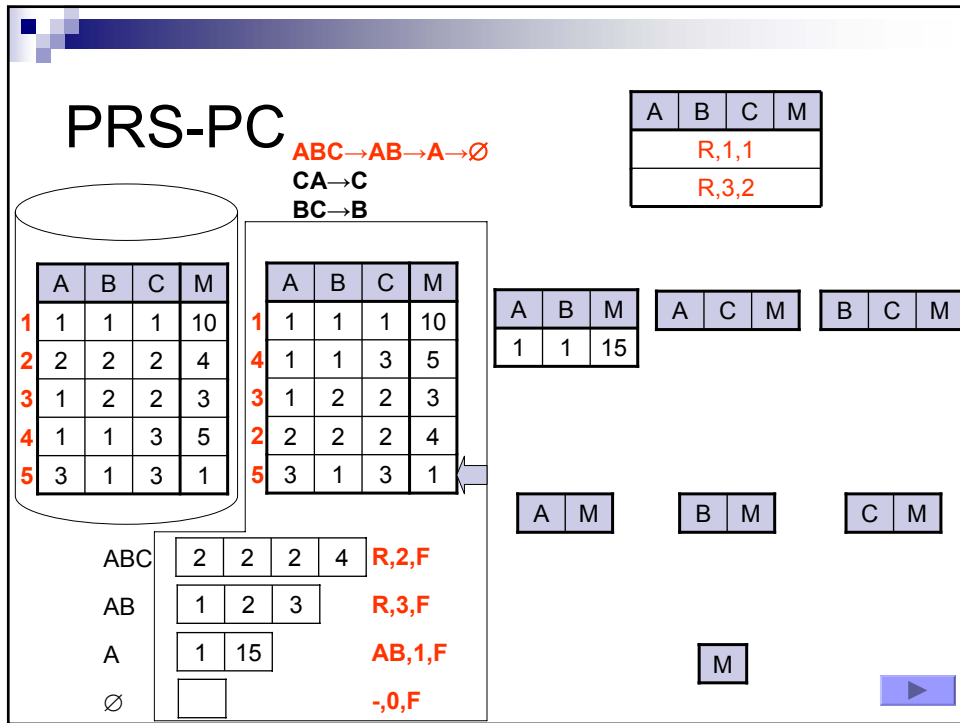 PRS-PC
ABC→AB→A→∅
CA→C
BC→B
A B C M
R,1,1
R,3,2
A B C M
1 1 1 1 10
2 2 2 2 4
3 1 2 2 3
4 1 1 3 5
5 3 1 3 1
A B C M
1 1 1 1 10
4 1 1 3 5
3 1 2 2 3
2 2 2 2 4
5 3 1 3 1
A B M
1 1 15
A C M
B C M
A M
B M
C M
ABC 2 2 2 4 R,2,F
AB 1 2 3 R,3,F
A 1 15 AB,1,F
∅ -,0,F
M